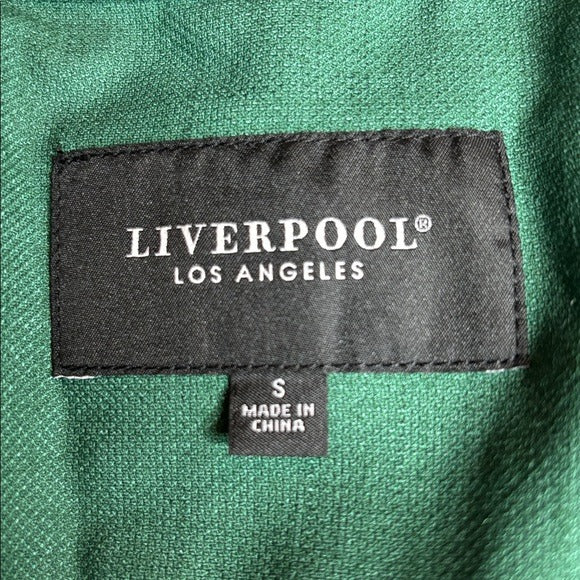 LIVERPOOL®
LOS ANGELES
S
MADE IN
CHINA